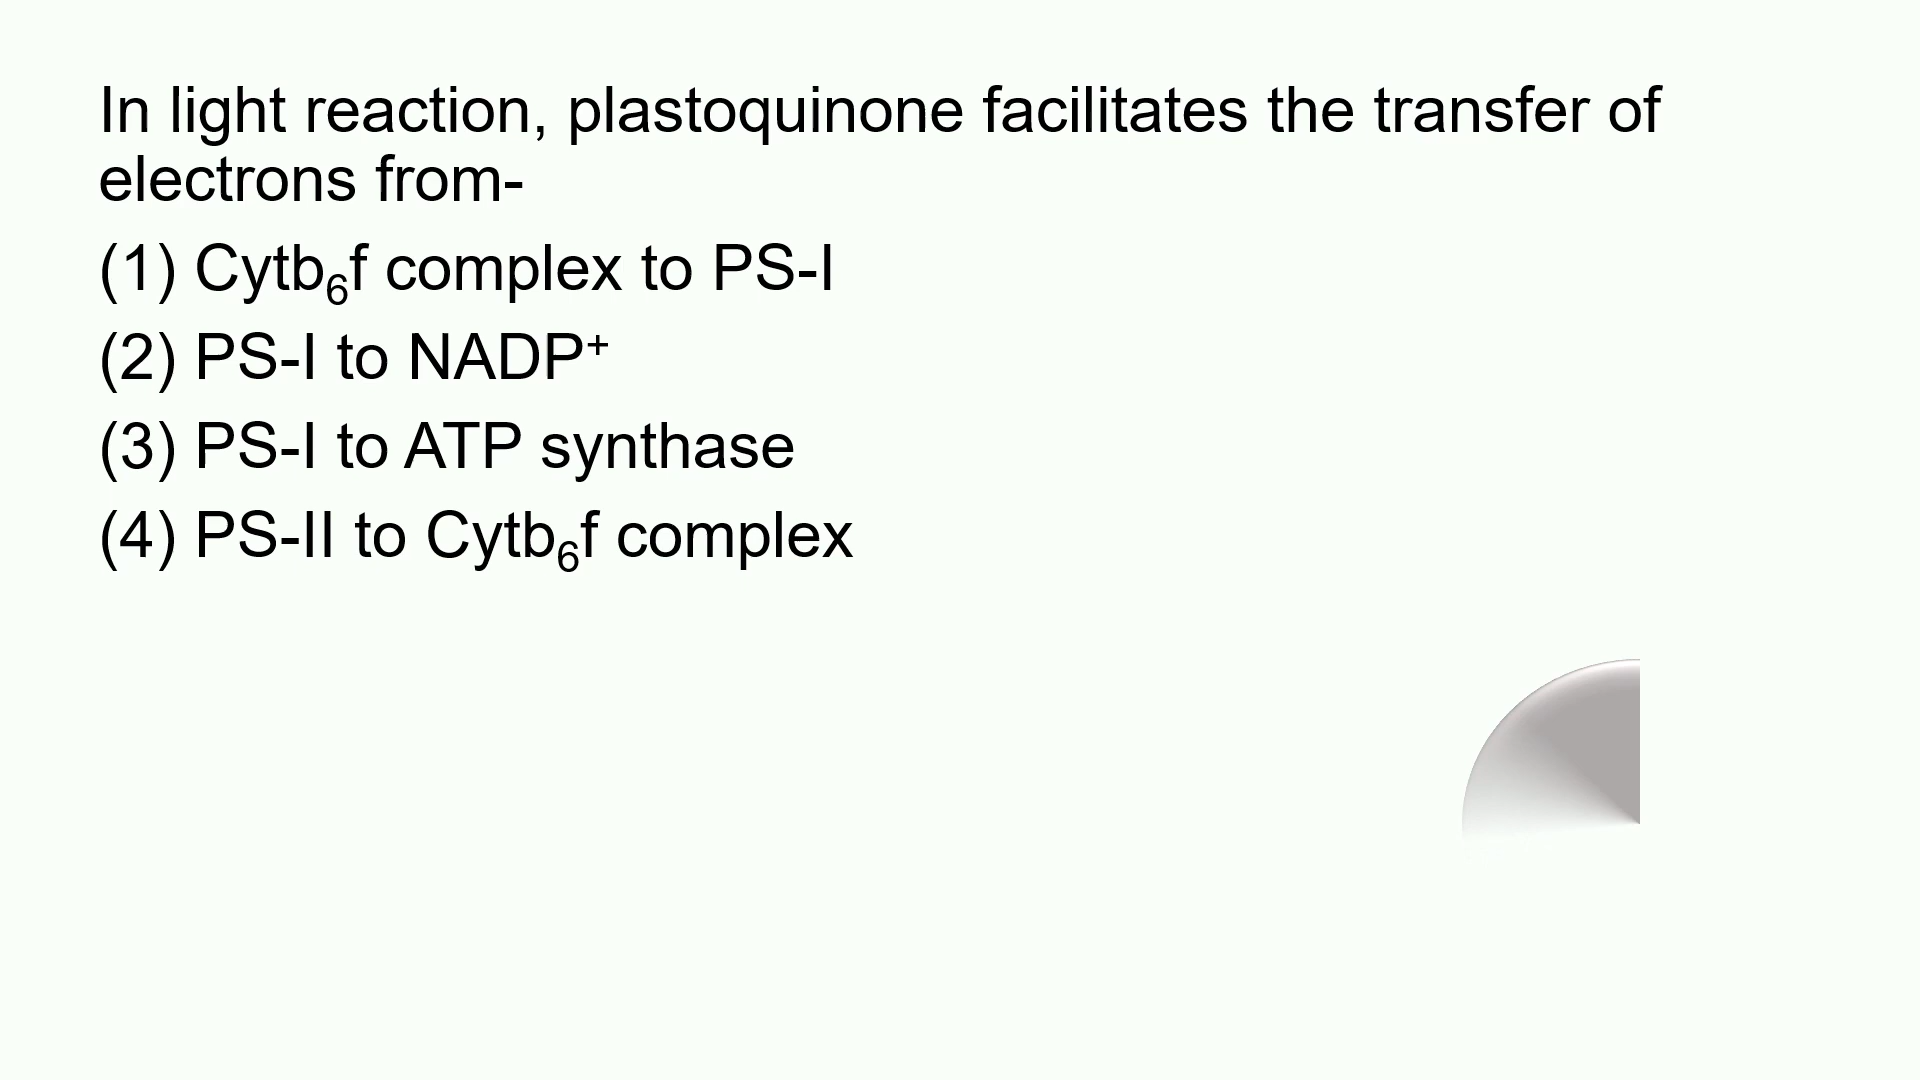 In light reaction, plastoquinone facilitates the transfer of
electrons from-
(1) Cytb₆f complex to PS-I
(2) PS-I to NADP⁺
(3) PS-I to ATP synthase
(4) PS-II to Cytb₆f complex